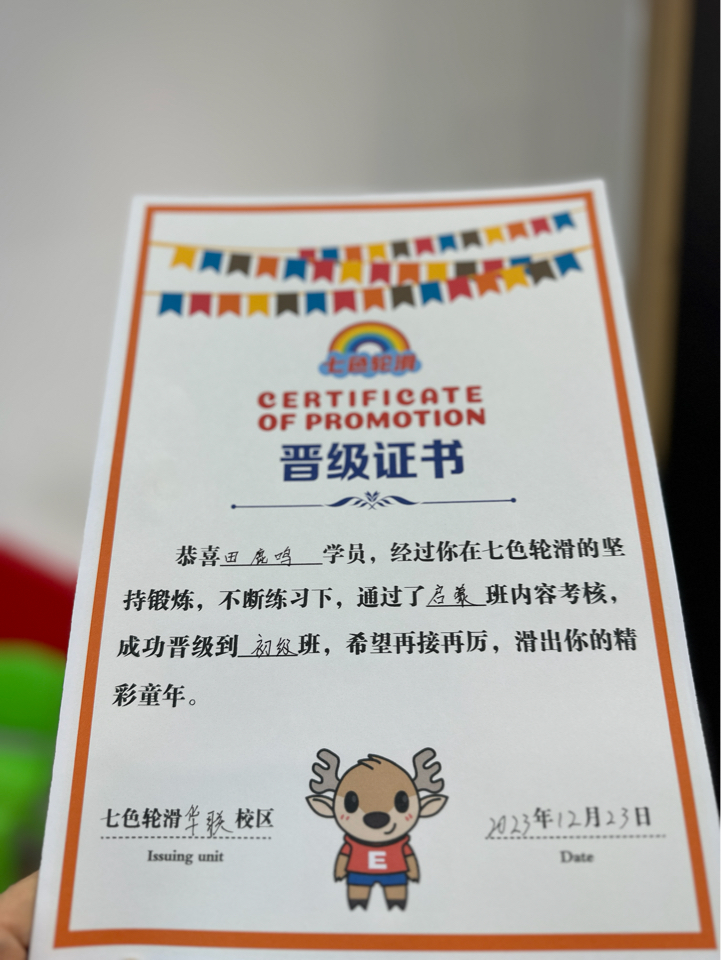 七色轮滑
CERTIFICATE
OF PROMOTION
晋级证书
恭喜田鹿鸣学员，经过你在七色轮滑的坚
持锻炼，不断练习下，通过了启蒙班内容考核，
成功晋级到初级班，希望再接再厉，滑出你的精
彩童年。
七色轮滑华联校区
2023年12月23日
Issuing unit
Date
E